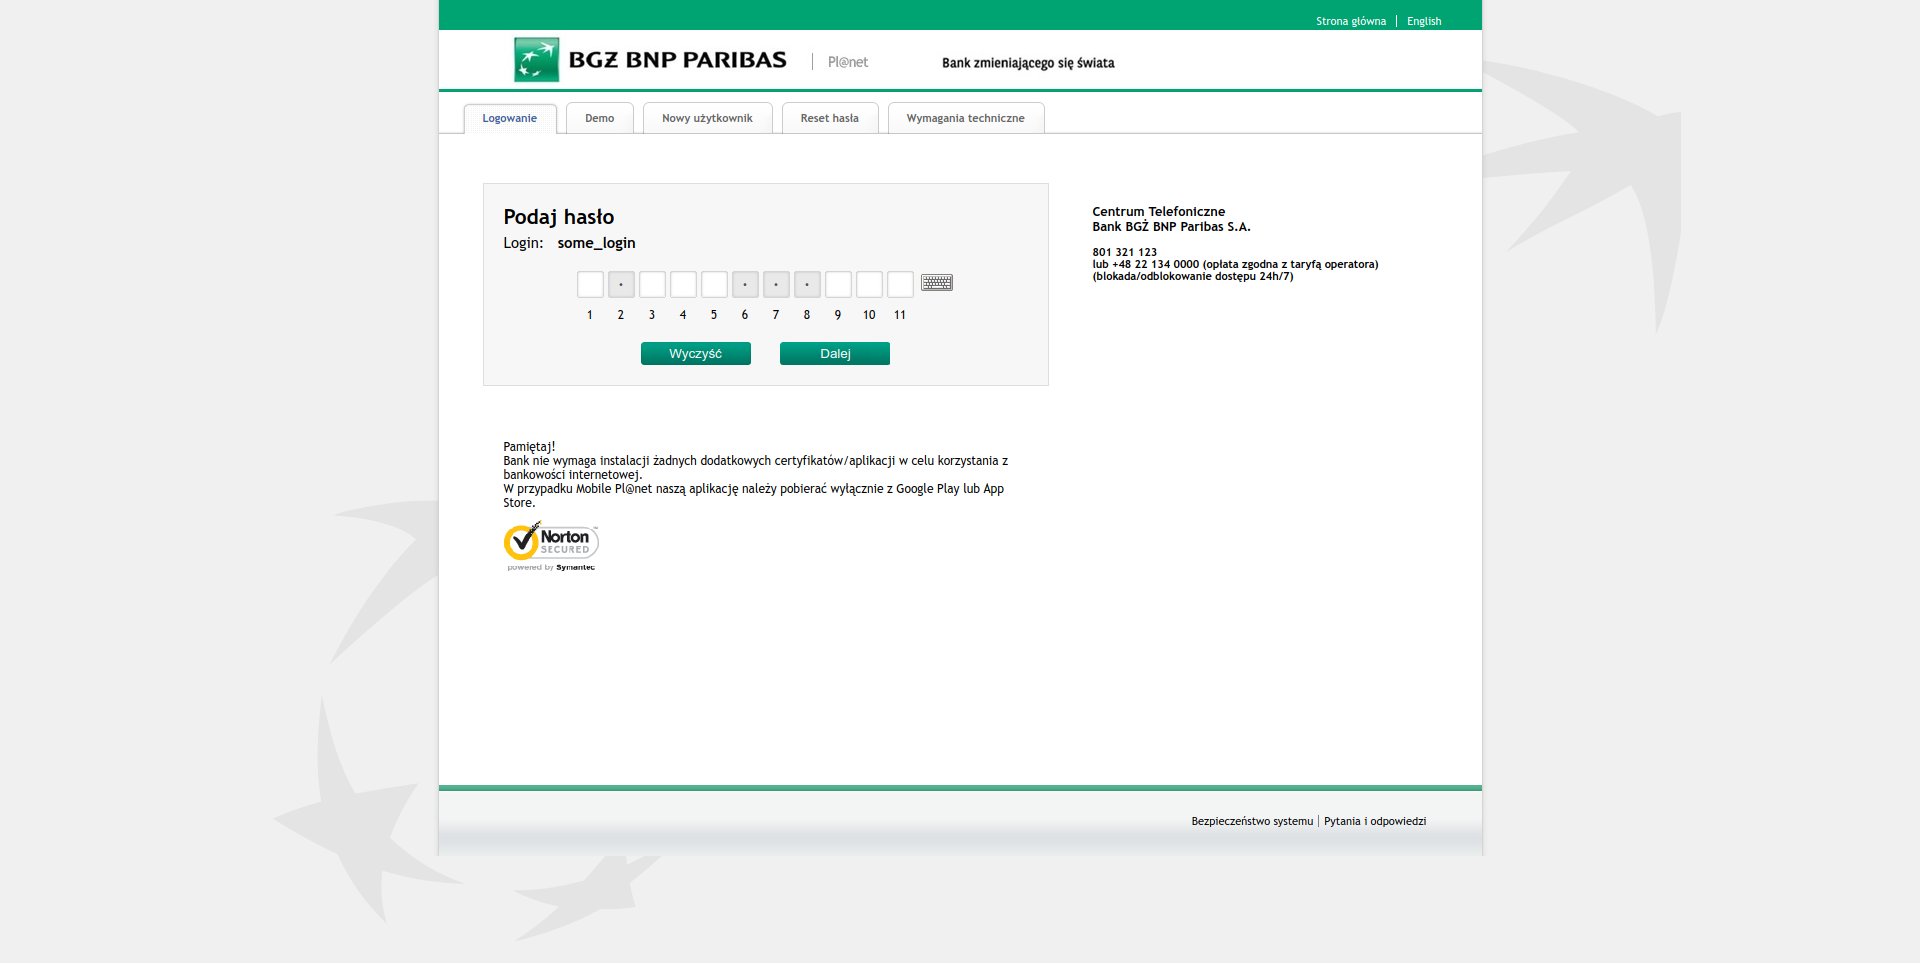 Strona główna English
BGŻ BNP PARIBAS Pl@net Bank zmieniającego się świata
Logowanie Demo Nowy użytkownik Reset hasła Wymagania techniczne
Podaj hasło
Login: some_login
1 2 3 4 5 6 7 8 9 10 11
Wyczyść Dalej
Centrum Telefoniczne
Bank BGŻ BNP Paribas S.A.
801 321 123
lub +48 22 134 0000 (opłata zgodna z taryfą operatora)
(blokada/odblokowanie dostępu 24h/7)
Pamiętaj!
Bank nie wymaga instalacji żadnych dodatkowych certyfikatów/aplikacji w celu korzystania z
bankowości internetowej.
W przypadku Mobile Pl@net naszą aplikację należy pobierać wyłącznie z Google Play lub App
Store.
Norton
SECURED
powered by Symantec
Bezpieczeństwo systemu Pytania i odpowiedzi